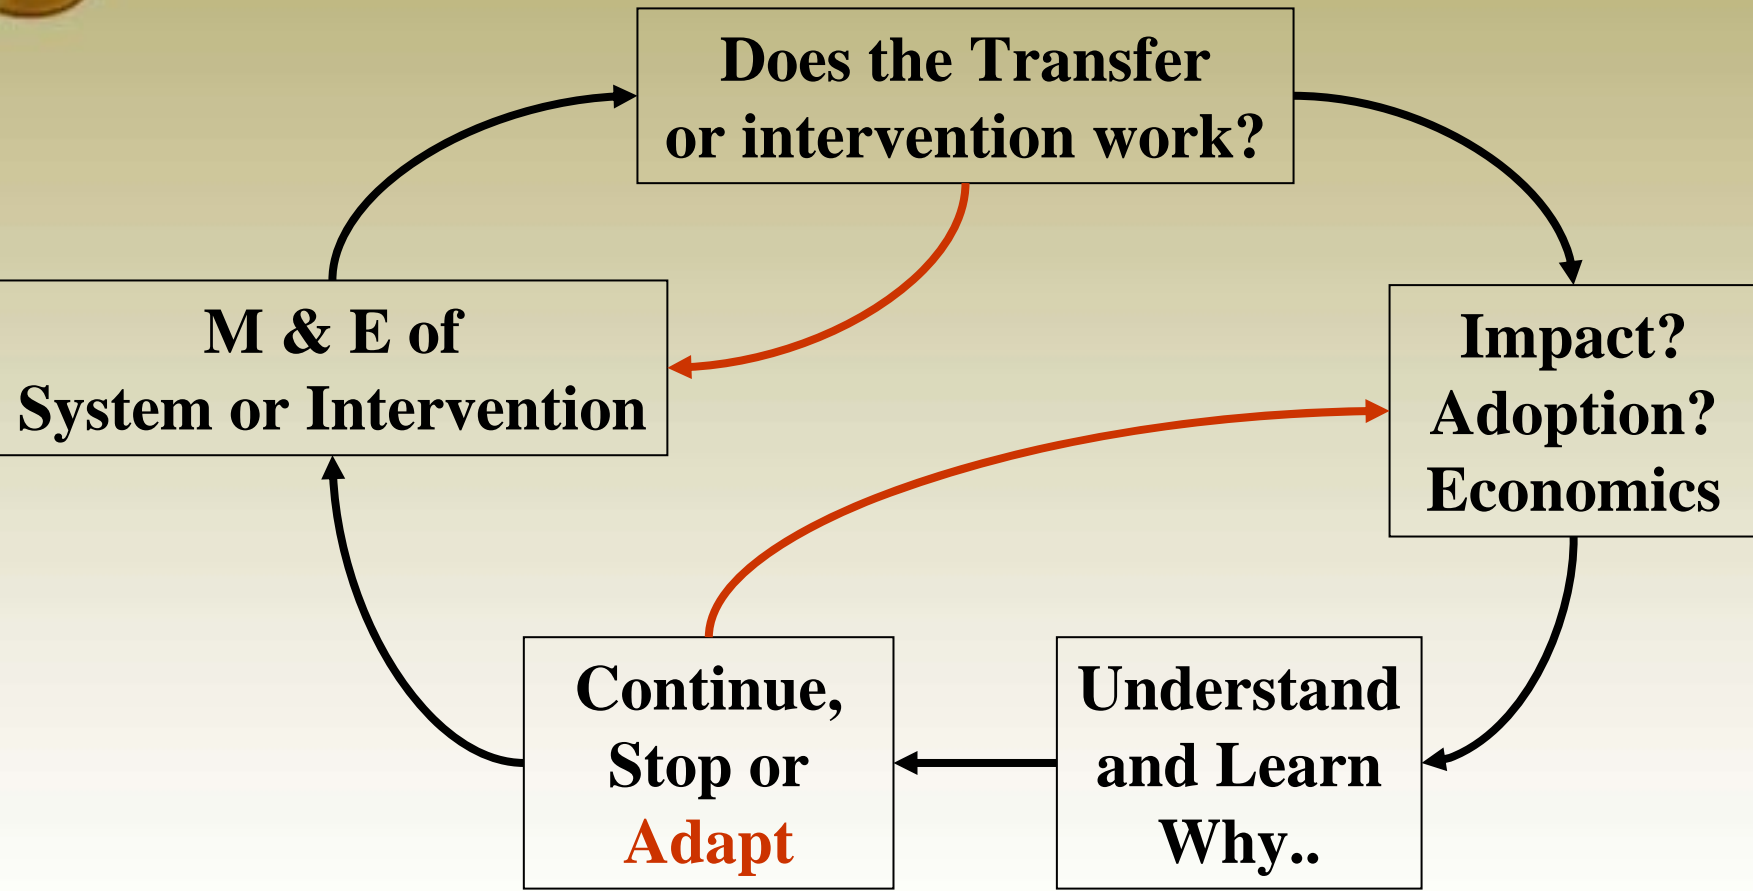 Does the Transfer
or intervention work?
M & E of
System or Intervention
Impact?
Adoption?
Economics
Continue,
Stop or
Adapt
Understand
and Learn
Why..